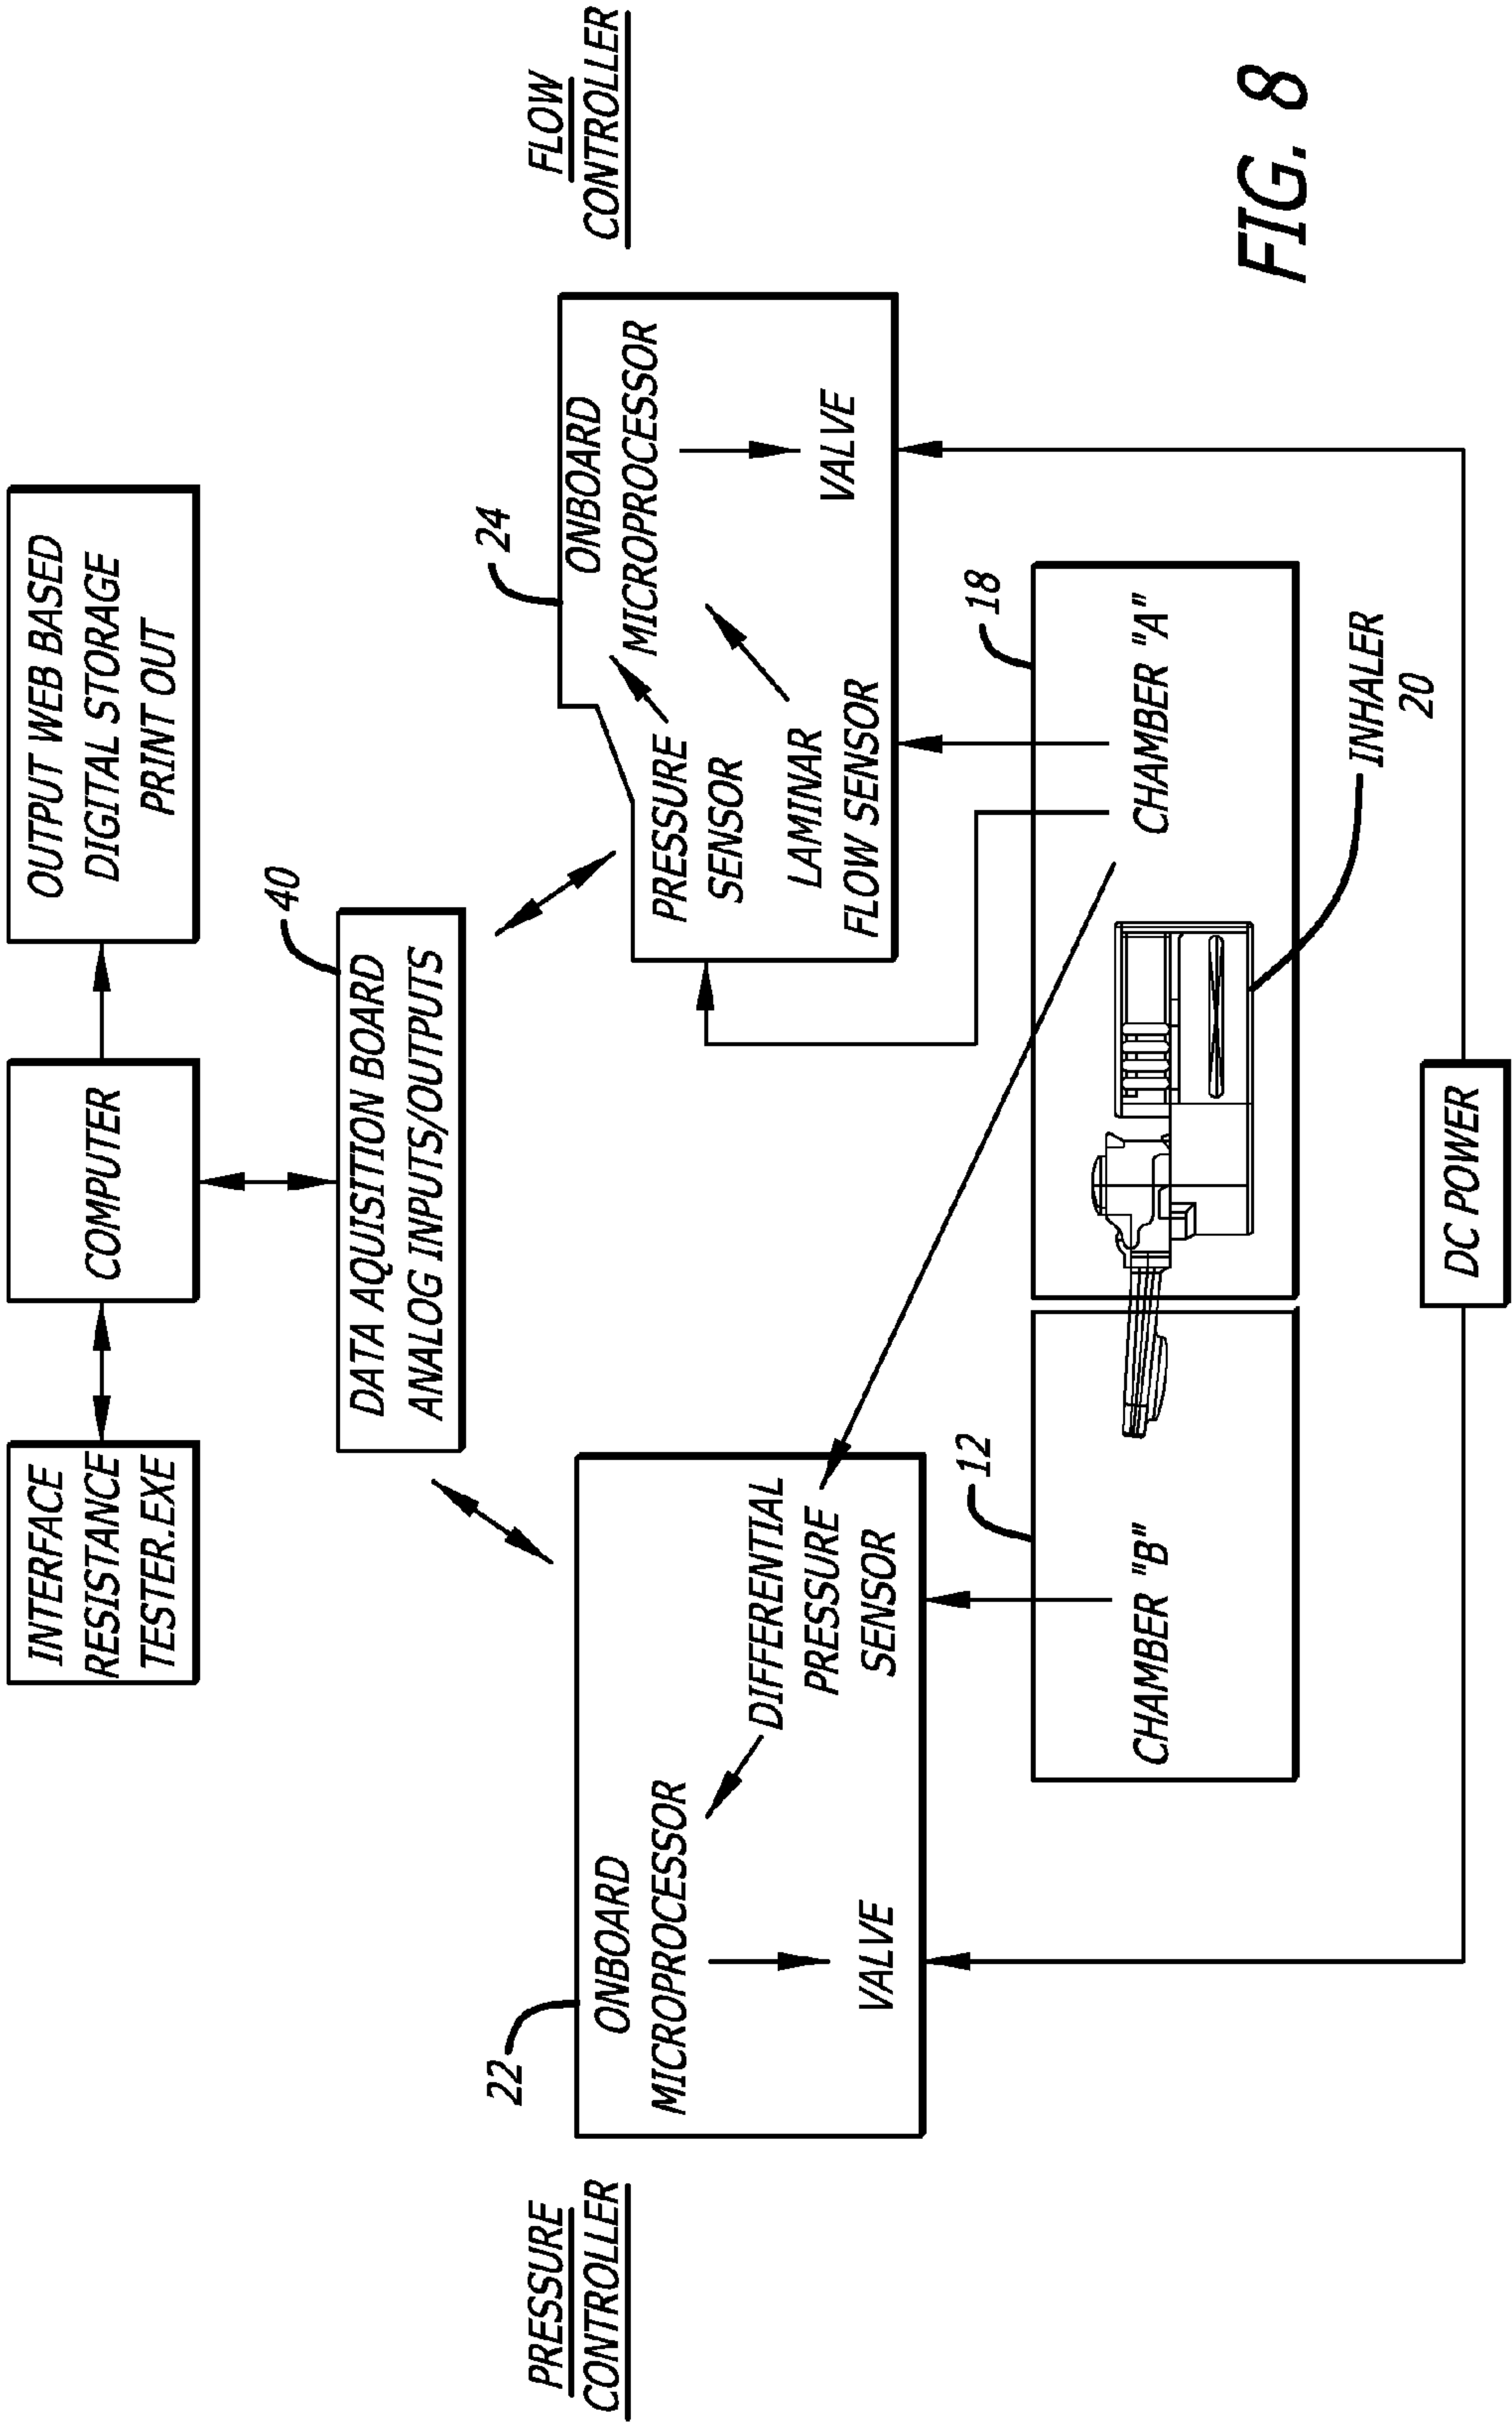 INTERFACE
RESISTANCE
TESTER.EXE
COMPUTER
OUTPUT WEB BASED
DIGITAL STORAGE
PRINT OUT
40
DATA AQUISITION BOARD
ANALOG INPUTS/OUTPUTS
PRESSURE
CONTROLLER
22
ONBOARD
MICROPROCESSOR
VALVE
DIFFERENTIAL
PRESSURE
SENSOR
FLOW
CONTROLLER
24
ONBOARD
MICROPROCESSOR
VALVE
PRESSURE
SENSOR
LAMINAR
FLOW SENSOR
12
CHAMBER "B"
18
CHAMBER "A"
INHALER
20
DC POWER
FIG. 8